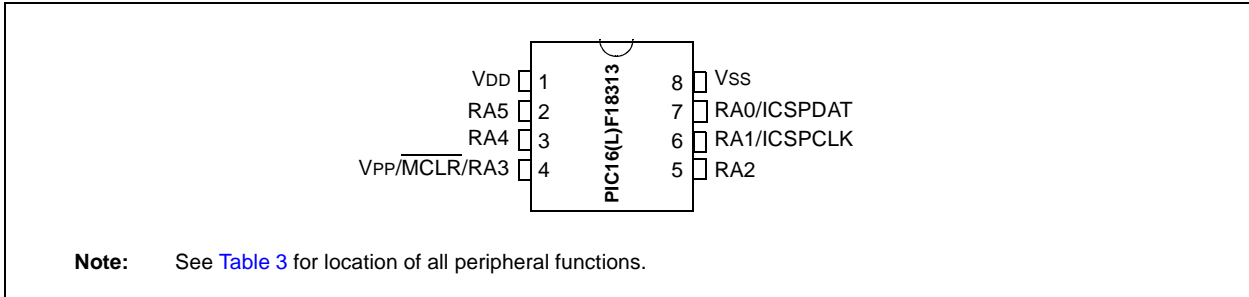 VDD 1 8 VSS
RA5 2 7 RA0/ICSPDAT
RA4 3 6 RA1/ICSPCLK
VPP/MCLR/RA3 4 5 RA2
PIC16(L)F18313
Note: See Table 3 for location of all peripheral functions.